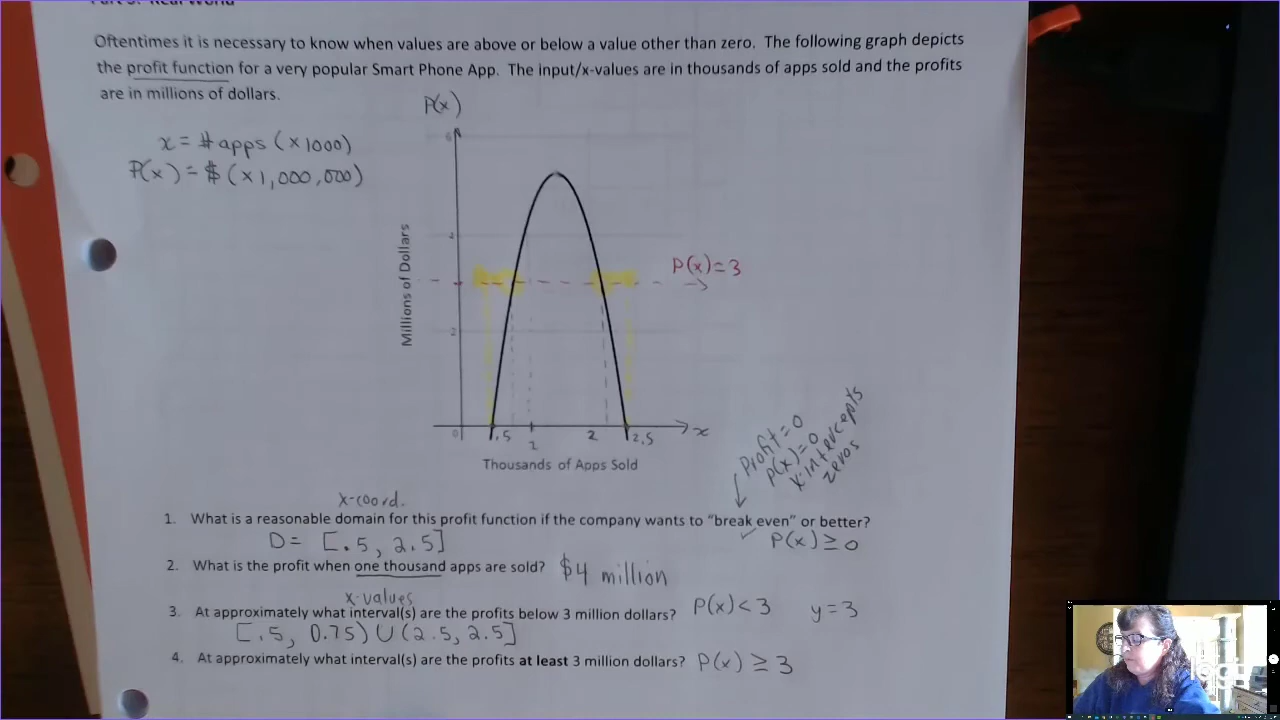 Part 3: Real World
Oftentimes it is necessary to know when values are above or below a value other than zero. The following graph depicts
the profit function for a very popular Smart Phone App. The input/x-values are in thousands of apps sold and the profits
are in millions of dollars.
P(x)
x = # apps (x1000)
P(x) = $ (x1,000,000)
6
4
P(x)=3
Millions of Dollars
2
0 .5 1 2 2.5 x
Thousands of Apps Sold
Profit=0
P(x)=0
x-intercepts
zeros
x-coord.
1. What is a reasonable domain for this profit function if the company wants to "break even" or better?
D= [.5, 2.5] P(x) ≥ 0
2. What is the profit when one thousand apps are sold? $4 million
x-values
3. At approximately what interval(s) are the profits below 3 million dollars? P(x) < 3 y = 3
[.5, 0.75) U (2.5, 2.5]
4. At approximately what interval(s) are the profits at least 3 million dollars? P(x) ≥ 3